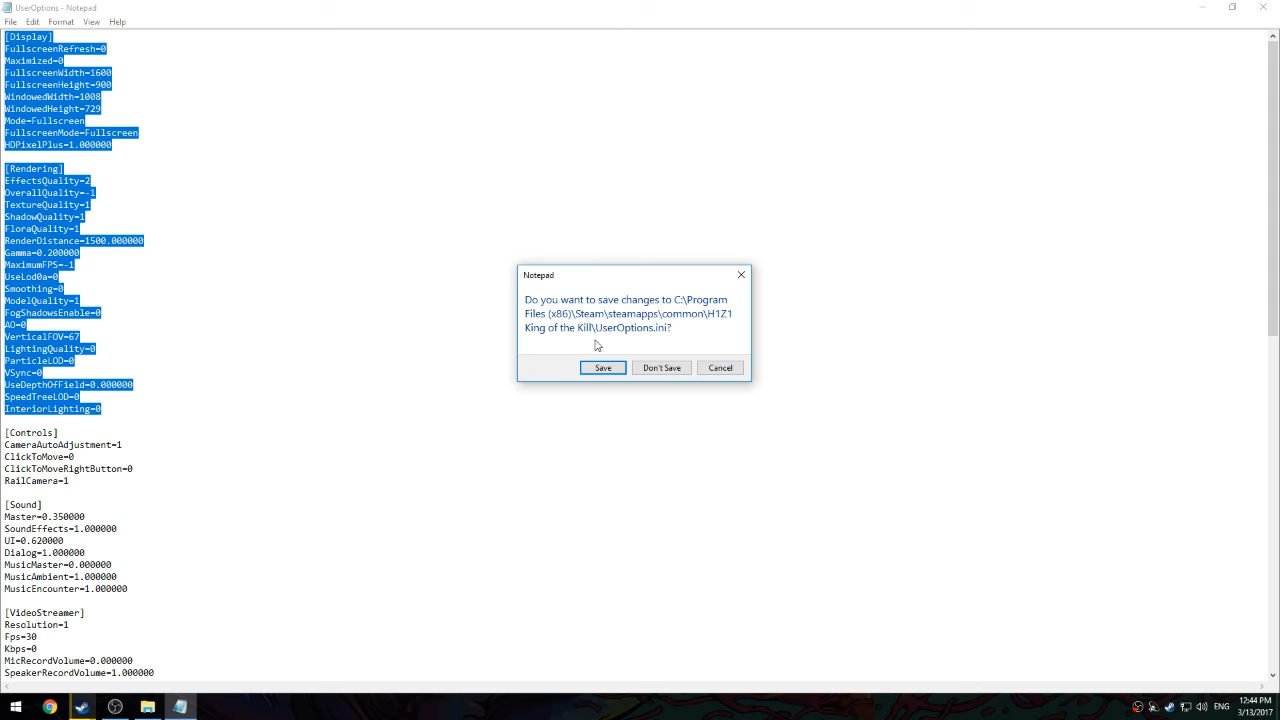 UserOptions - Notepad
File Edit Format View Help
[Display]
FullscreenRefresh=0
Maximized=0
FullscreenWidth=1600
FullscreenHeight=900
WindowedWidth=1008
WindowedHeight=729
Mode=Fullscreen
FullscreenMode=Fullscreen
HDPixelPlus=1.000000
[Rendering]
EffectsQuality=2
OverallQuality=-1
TextureQuality=1
ShadowQuality=1
FloraQuality=1
RenderDistance=1500.000000
Gamma=0.200000
MaximumFPS=-1
UseLod0a=0
Smoothing=0
ModelQuality=1
FogShadowsEnable=0
AO=0
VerticalFOV=67
LightingQuality=0
ParticleLOD=0
VSync=0
UseDepthOfField=0.000000
SpeedTreeLOD=0
InteriorLighting=0
[Controls]
CameraAutoAdjustment=1
ClickToMove=0
ClickToMoveRightButton=0
RailCamera=1
[Sound]
Master=0.350000
SoundEffects=1.000000
UI=0.620000
Dialog=1.000000
MusicMaster=0.000000
MusicAmbient=1.000000
MusicEncounter=1.000000
[VideoStreamer]
Resolution=1
Fps=30
Kbps=0
MicRecordVolume=0.000000
SpeakerRecordVolume=1.000000
Notepad
Do you want to save changes to C:\Program
Files (x86)\Steam\steamapps\common\H1Z1
King of the Kill\UserOptions.ini?
Save Don't Save Cancel
ENG
12:44 PM
3/13/2017